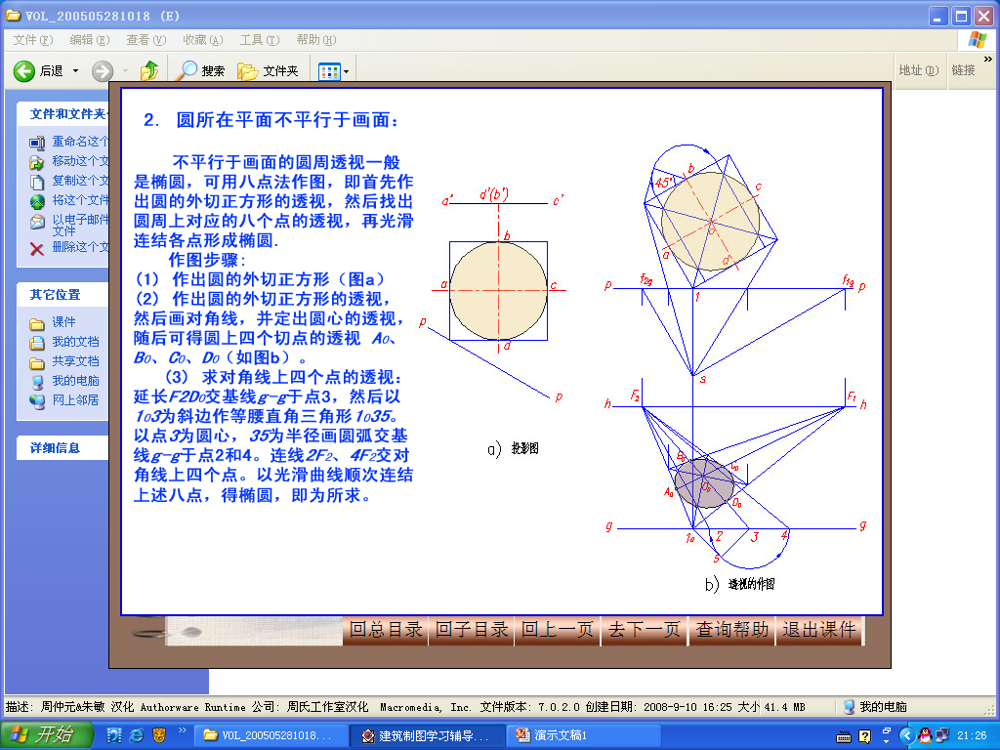 VOL_200505281018 (E)
文件(F) 编辑(E) 查看(V) 收藏(A) 工具(T) 帮助(H)
后退 搜索 文件夹 地址(D) 链接 »
文件和文件夹
重命名这个
移动这个文
复制这个文
将这个文件
以电子邮件
文件
删除这个文
其它位置
课件
我的文档
共享文档
我的电脑
网上邻居
详细信息
2. 圆所在平面不平行于画面:
不平行于画面的圆周透视一般
是椭圆，可用八点法作图，即首先作
出圆的外切正方形的透视，然后找出
圆周上对应的八个点的透视，再光滑
连结各点形成椭圆.
作图步骤:
(1) 作出圆的外切正方形（图a）
(2) 作出圆的外切正方形的透视，
然后画对角线，并定出圆心的透视，
随后可得圆上四个切点的透视 A0、
B0、C0、D0（如图b）。
(3) 求对角线上四个点的透视:
延长F2D0交基线g-g于点3，然后以
103为斜边作等腰直角三角形1035。
以点3为圆心，35为半径画圆弧交基
线g-g于点2和4。连线2F2、4F2交对
角线上四个点。以光滑曲线顺次连结
上述八点，得椭圆，即为所求。
a' d'(b') c'
b
a c
d
p
p
a) 投影图
45° b c
o
a d
p f2g 1 f1g p
s
h F2 F1 h
B0 C0
A0 O0 D0
g 10 2 3 4 g
5
b) 透视的作图
回总目录 回子目录 回上一页 去下一页 查询帮助 退出课件
描述: 周仲元&朱敏 汉化 Authorware Runtime 公司: 周氏工作室汉化 Macromedia, Inc. 文件版本: 7.0.2.0 创建日期: 2008-9-10 16:25 大小 41.4 MB 我的电脑
开始 VOL_200505281018... 建筑制图学习辅导... 演示文稿1 21:26